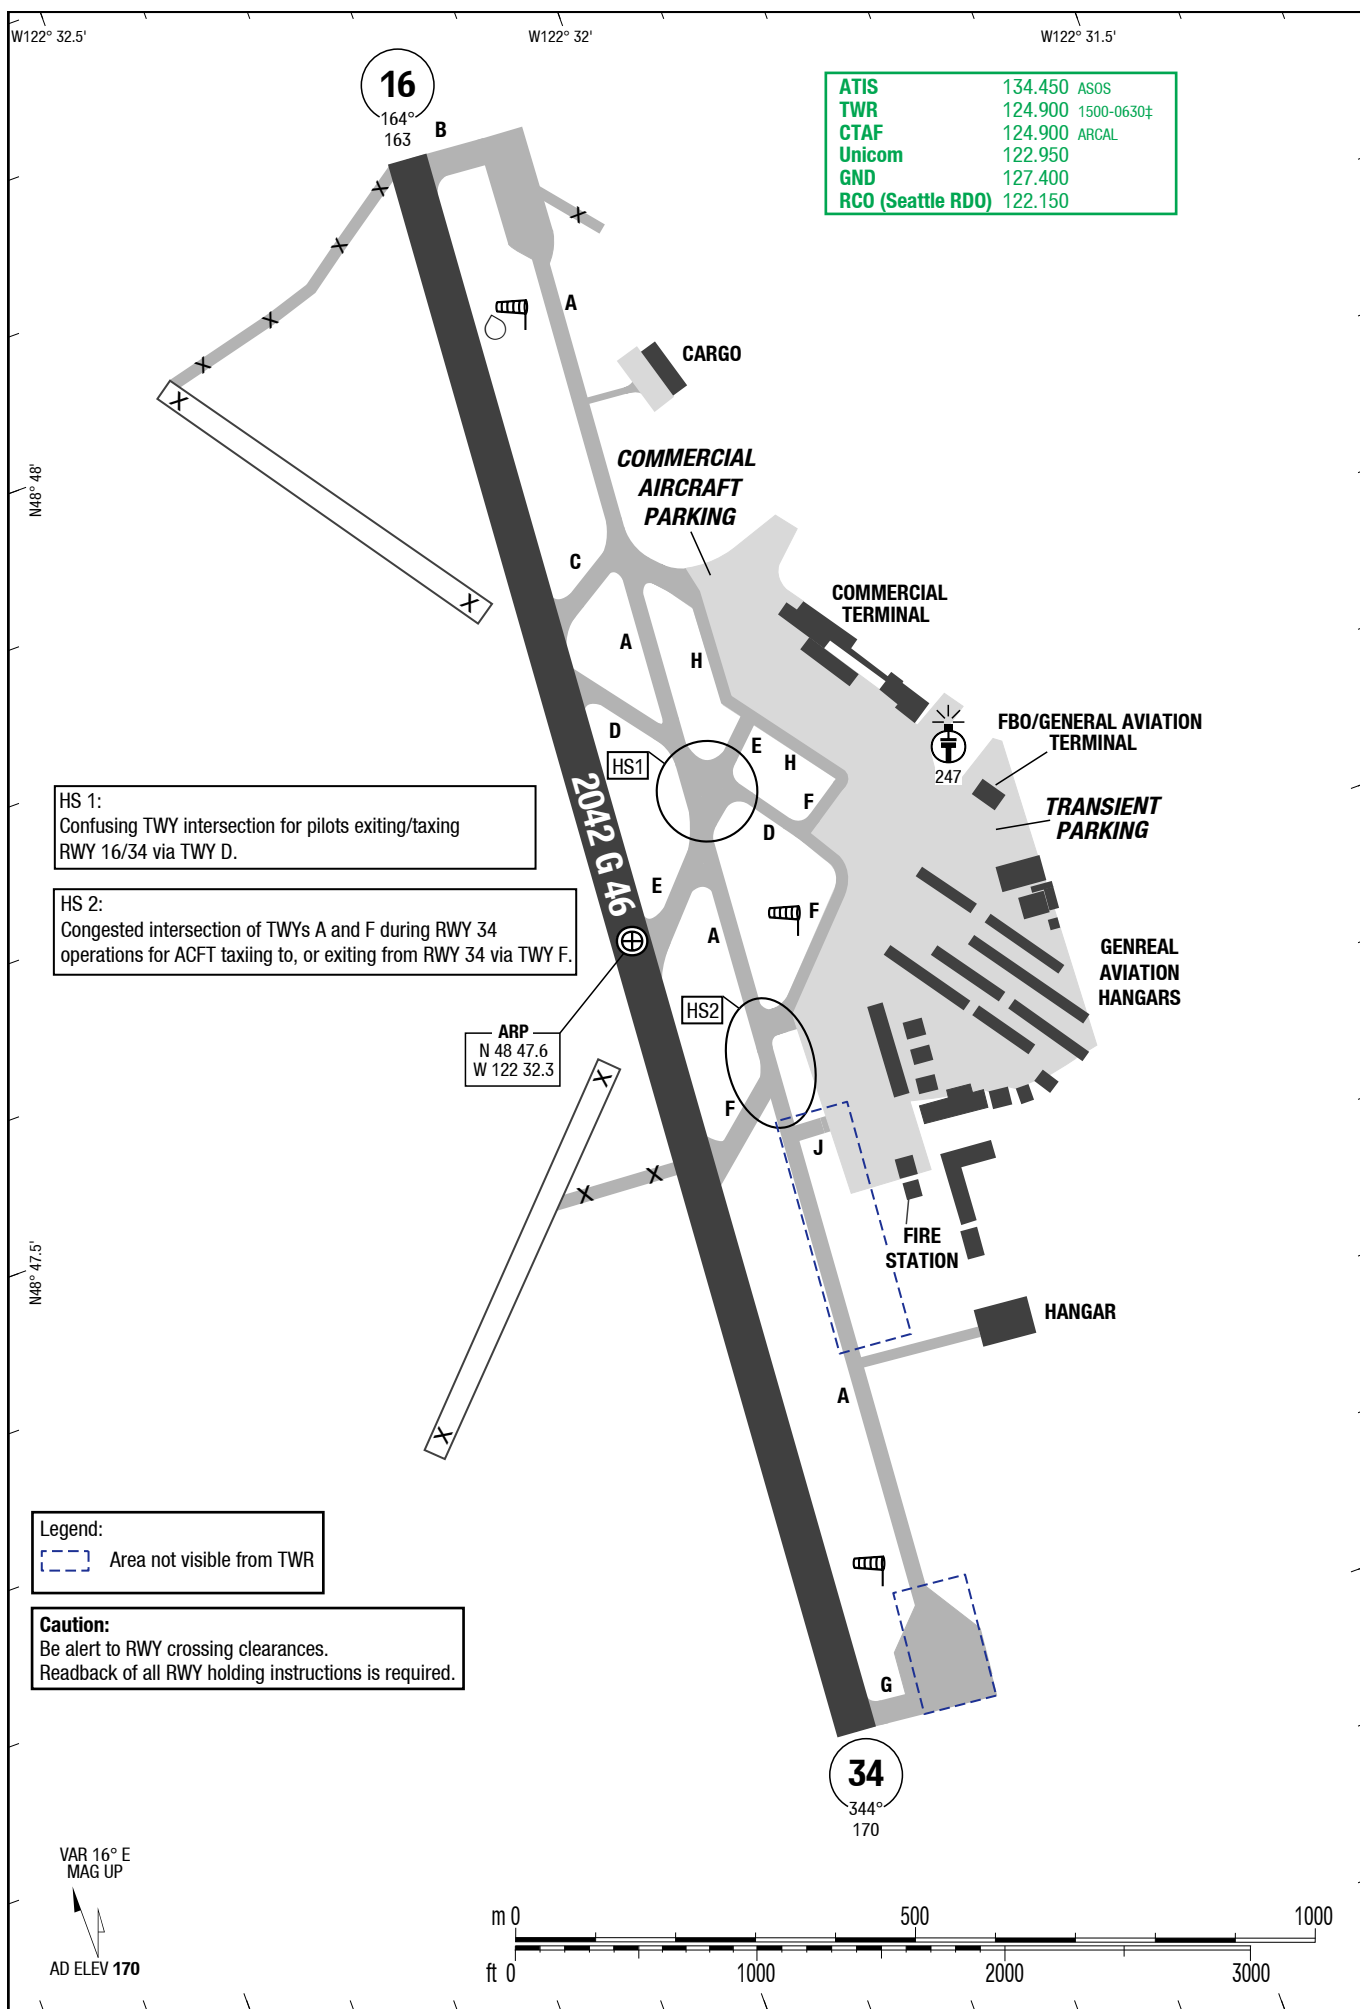 W122° 32.5'
W122° 32'
W122° 31.5'
16
164°
163
B
ATIS 134.450 ASOS
TWR 124.900 1500-0630‡
CTAF 124.900 ARCAL
Unicom 122.950
GND 127.400
RCO (Seattle RDO) 122.150
X
X
X
X
X
A
CARGO
X
COMMERCIAL
AIRCRAFT
PARKING
N48° 48'
C
COMMERCIAL
TERMINAL
X
A
H
D
E
H
HS1
FBO/GENERAL AVIATION
TERMINAL
247
F
D
TRANSIENT
PARKING
2042 G 46
HS 1:
Confusing TWY intersection for pilots exiting/taxing
RWY 16/34 via TWY D.
E
HS 2:
Congested intersection of TWYs A and F during RWY 34
operations for ACFT taxiing to, or exiting from RWY 34 via TWY F.
A
F
GENREAL
AVIATION
HANGARS
HS2
ARP
N 48 47.6
W 122 32.3
X
F
J
X
X
FIRE
STATION
N48° 47.5'
HANGAR
A
X
Legend:
Area not visible from TWR
Caution:
Be alert to RWY crossing clearances.
Readback of all RWY holding instructions is required.
G
34
344°
170
VAR 16° E
MAG UP
AD ELEV 170
m 0 500 1000
ft 0 1000 2000 3000